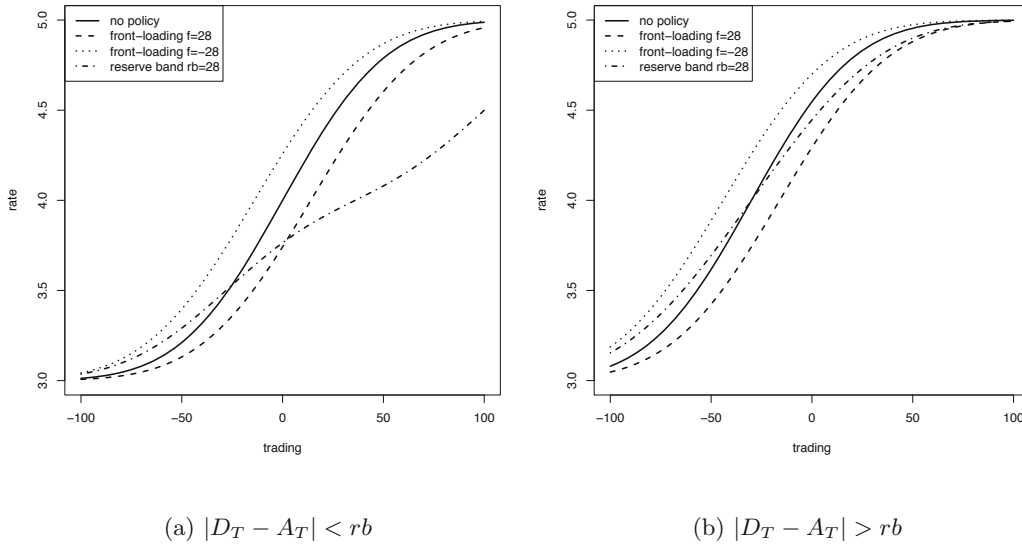 no policy
front−loading f=28
front−loading f=−28
reserve band rb=28
5.0
4.5
4.0
3.5
3.0
rate
−100
−50
0
50
100
trading
(a) |D_T − A_T| < rb
no policy
front−loading f=28
front−loading f=−28
reserve band rb=28
5.0
4.5
4.0
3.5
3.0
rate
−100
−50
0
50
100
trading
(b) |D_T − A_T| > rb